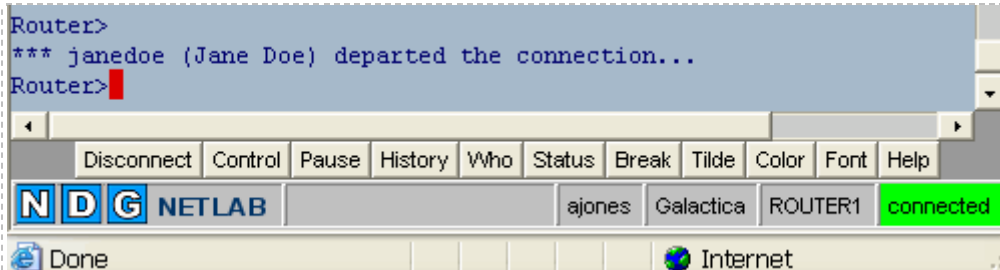 Router>
*** janedoe (Jane Doe) departed the connection...
Router>
Disconnect Control Pause History Who Status Break Tilde Color Font Help
NDG NETLAB ajones Galactica ROUTER1 connected
Done Internet